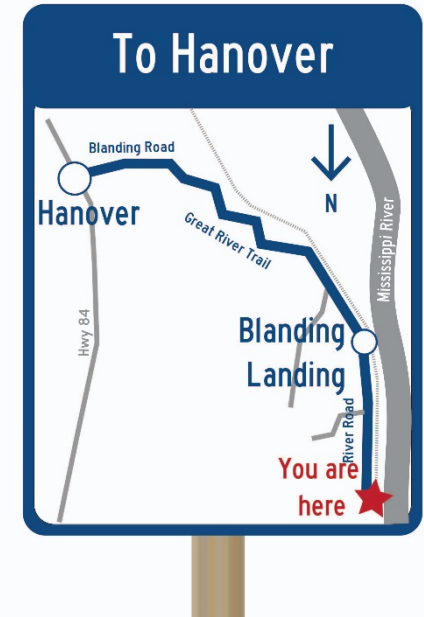 To Hanover
Blanding Road
N
Hanover
Great River Trail
Mississippi River
Hwy 84
Blanding
Landing
River Road
You are
here